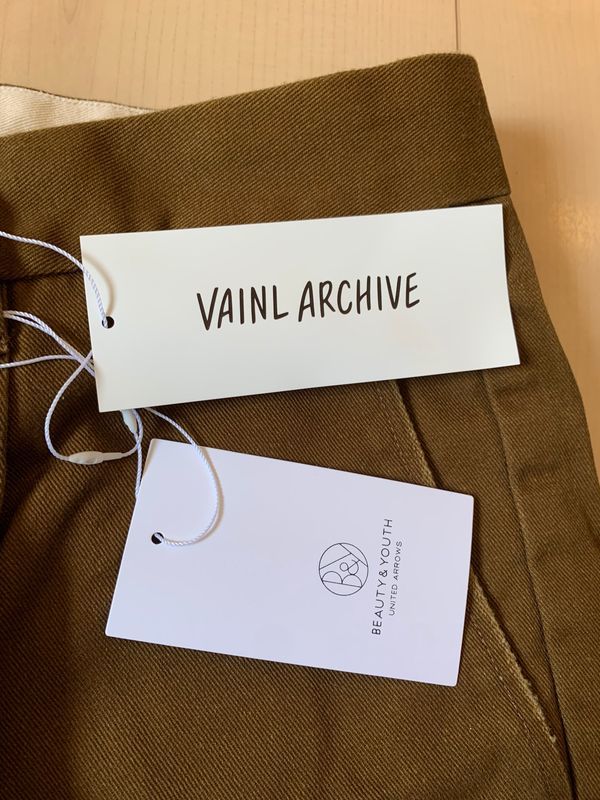 VAINL ARCHIVE
B&Y
BEAUTY & YOUTH
UNITED ARROWS